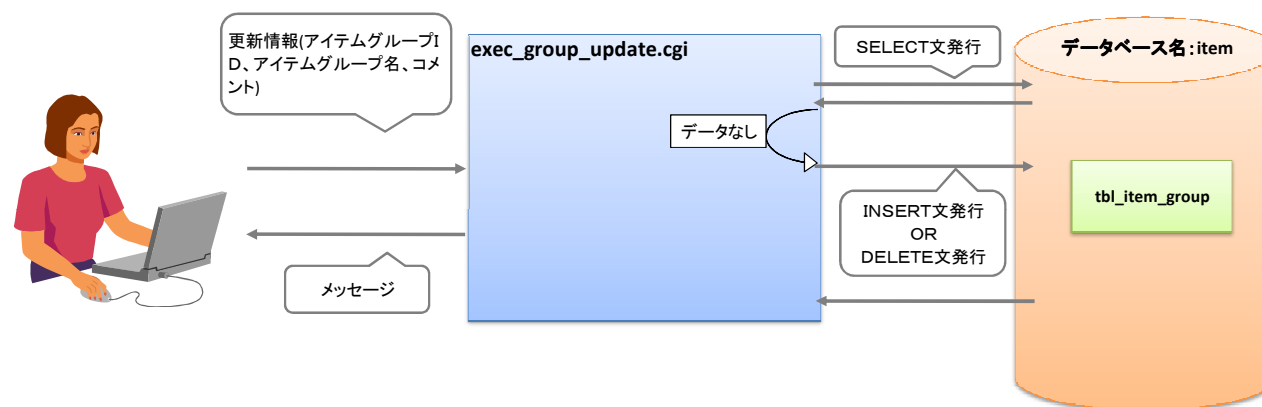 更新情報(アイテムグループI
D、アイテムグループ名、コメ
ント)
exec_group_update.cgi
SELECT文発行
データベース名：item
データなし
tbl_item_group
INSERT文発行
OR
DELETE文発行
メッセージ